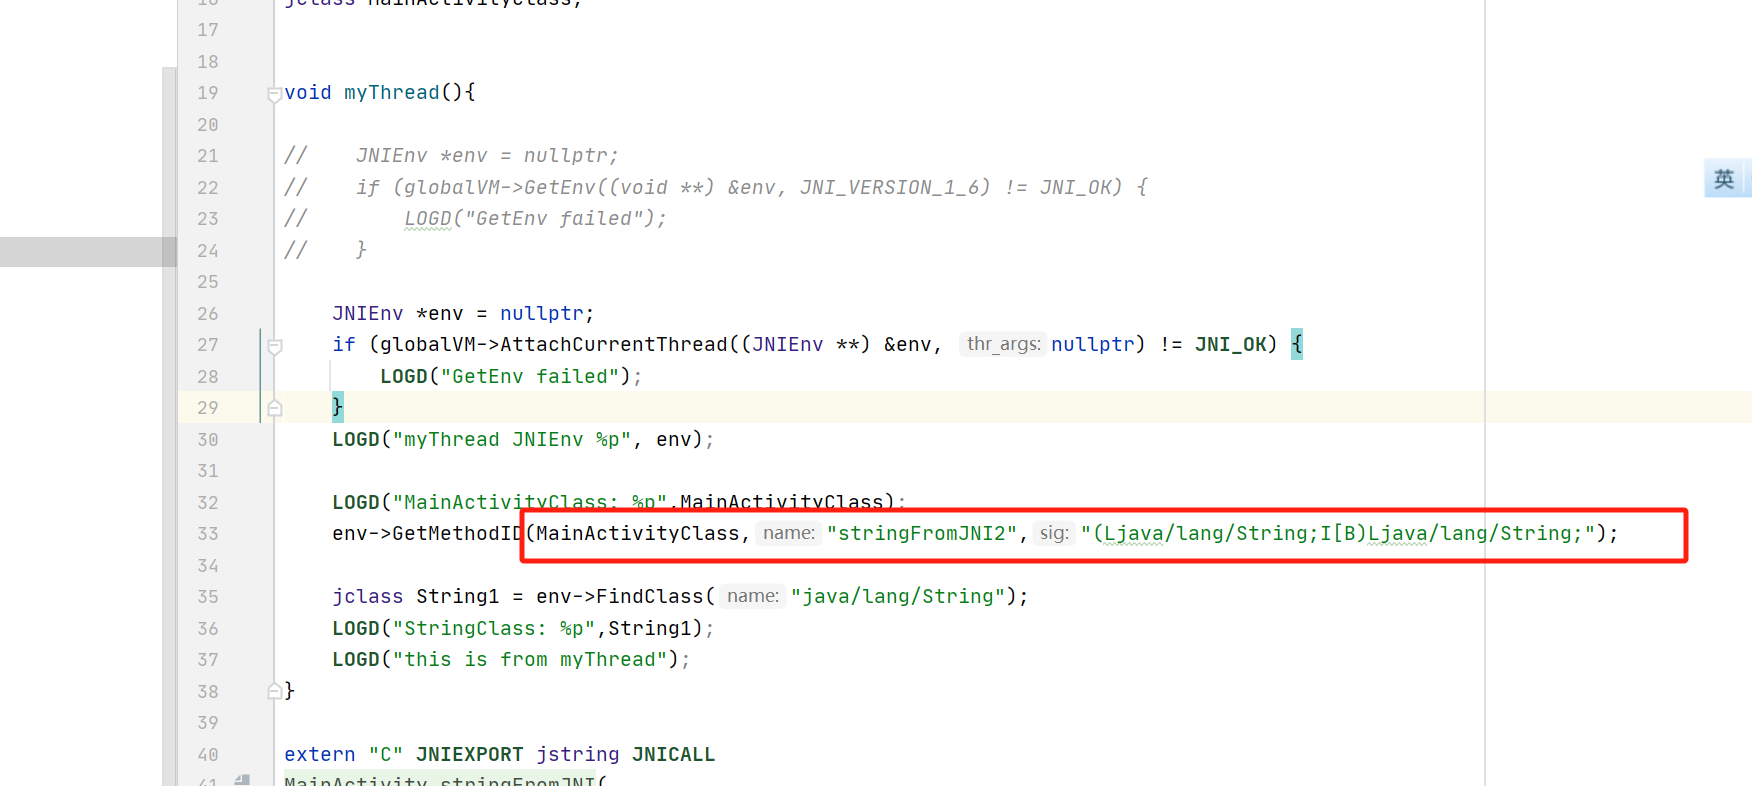 16 jclass MainActivityClass;
17
18
19 void myThread(){
20
21 // JNIEnv *env = nullptr;
22 // if (globalVM->GetEnv((void **) &env, JNI_VERSION_1_6) != JNI_OK) {
23 // LOGD("GetEnv failed");
24 // }
25
26 JNIEnv *env = nullptr;
27 if (globalVM->AttachCurrentThread((JNIEnv **) &env, thr_args: nullptr) != JNI_OK) {
28 LOGD("GetEnv failed");
29 }
30 LOGD("myThread JNIEnv %p", env);
31
32 LOGD("MainActivityClass: %p",MainActivityClass);
33 env->GetMethodID(MainActivityClass, name: "stringFromJNI2", sig: "(Ljava/lang/String;I[B)Ljava/lang/String;");
34
35 jclass String1 = env->FindClass( name: "java/lang/String");
36 LOGD("StringClass: %p",String1);
37 LOGD("this is from myThread");
38 }
39
40 extern "C" JNIEXPORT jstring JNICALL
41 MainActivity.stringFromJNI(
英